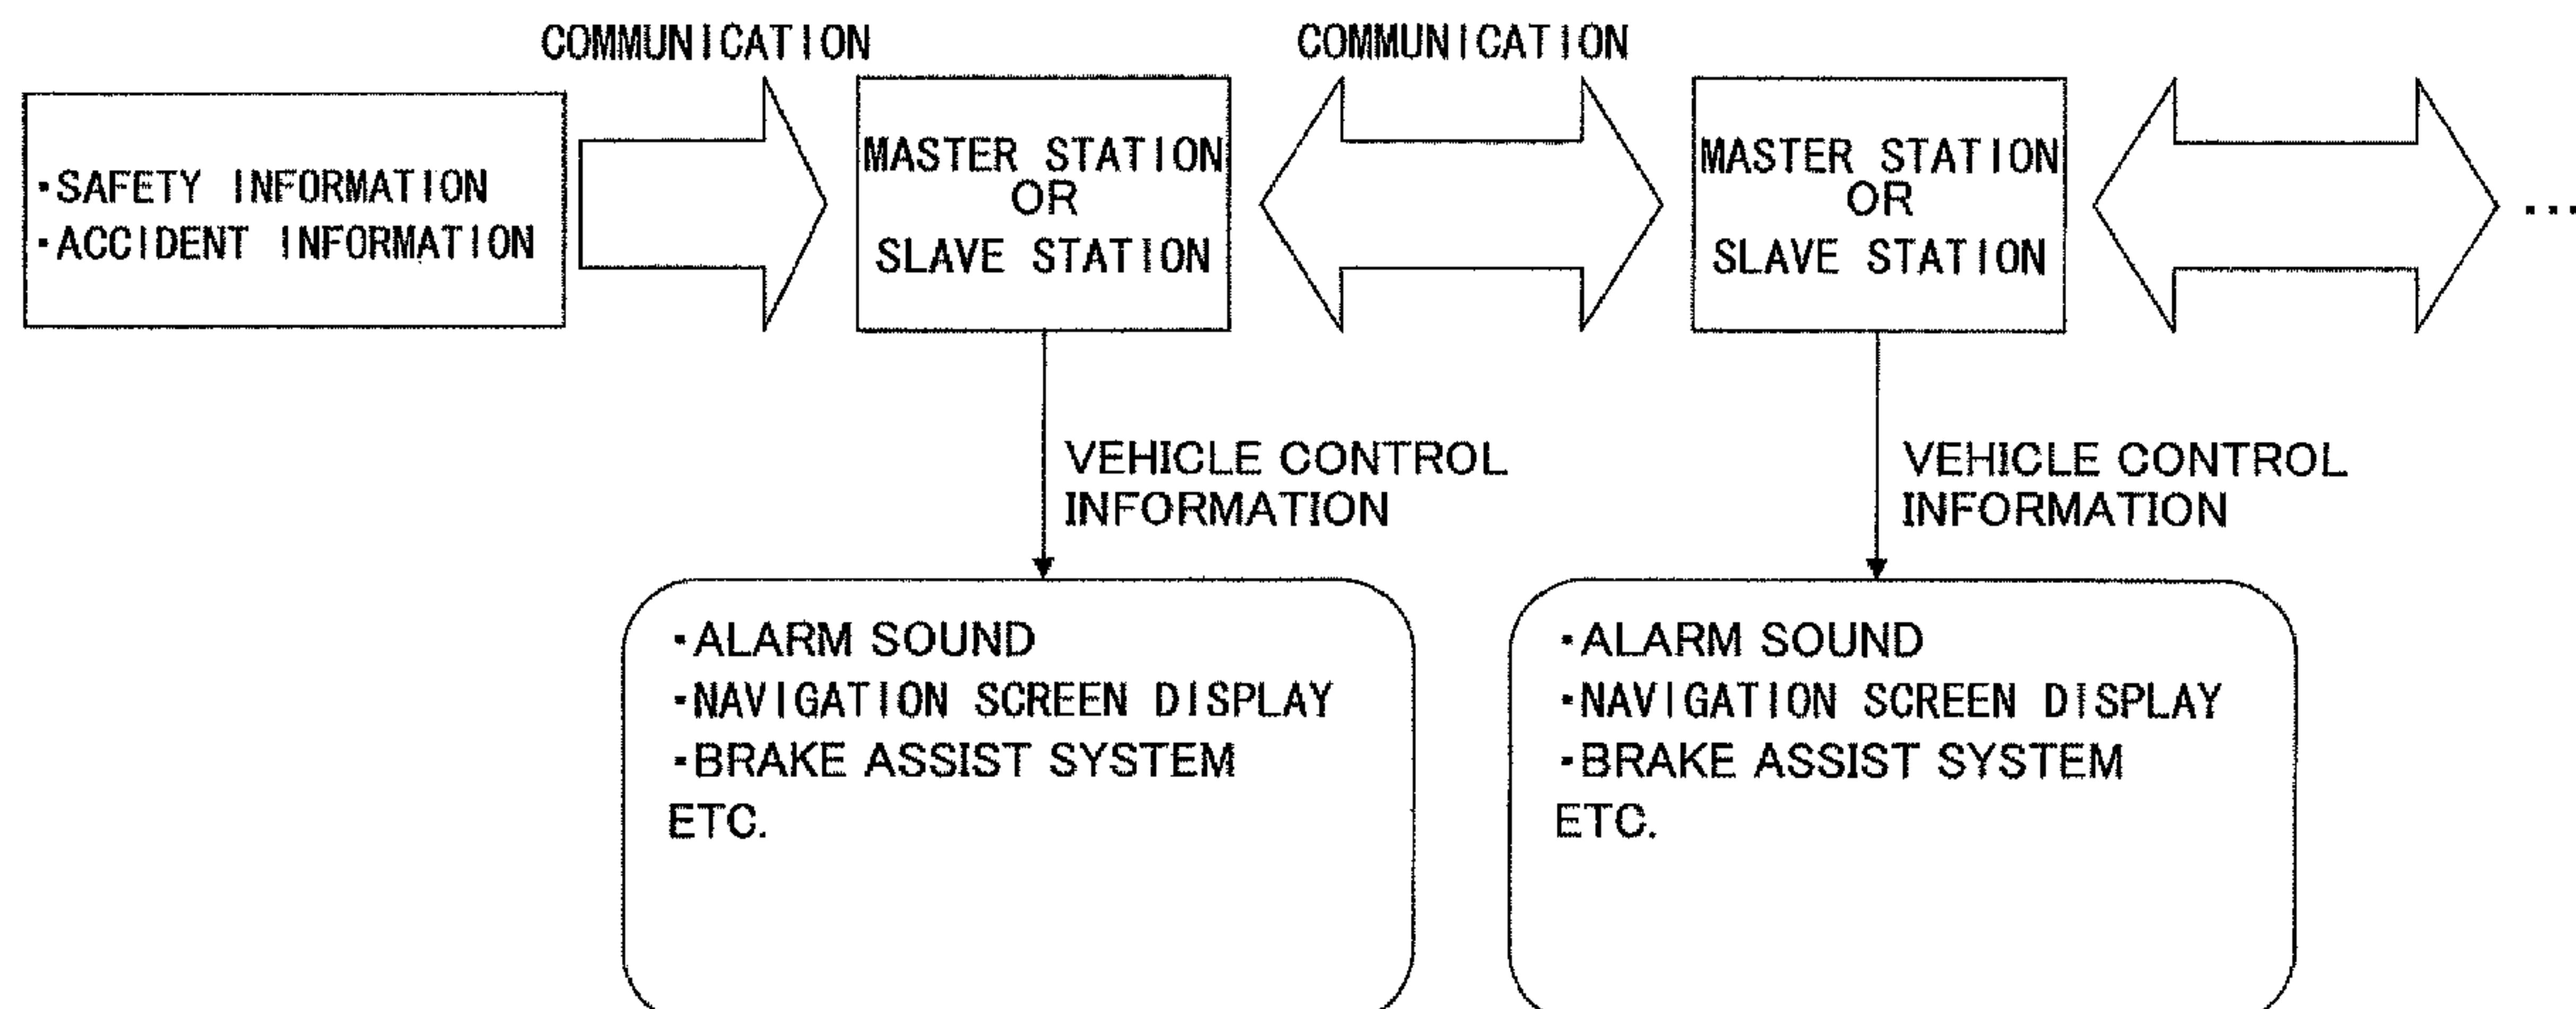 COMMUNICATION
COMMUNICATION
・SAFETY INFORMATION
・ACCIDENT INFORMATION
MASTER STATION
OR
SLAVE STATION
MASTER STATION
OR
SLAVE STATION
...
VEHICLE CONTROL
INFORMATION
VEHICLE CONTROL
INFORMATION
・ALARM SOUND
・NAVIGATION SCREEN DISPLAY
・BRAKE ASSIST SYSTEM
ETC.
・ALARM SOUND
・NAVIGATION SCREEN DISPLAY
・BRAKE ASSIST SYSTEM
ETC.